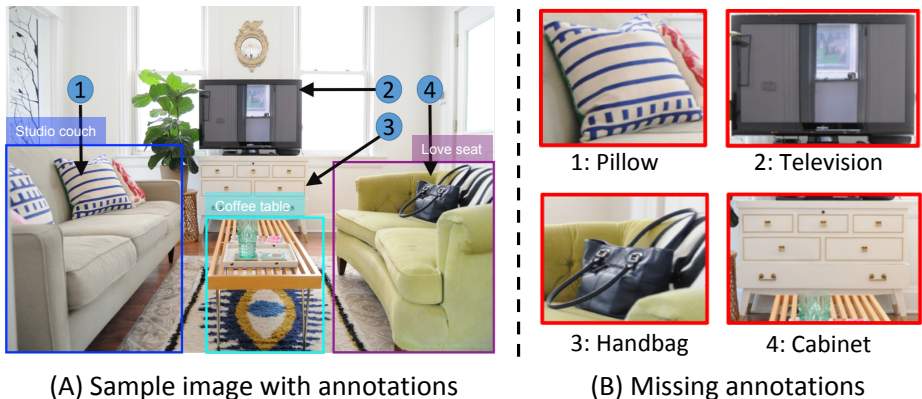 1
2
4
3
Studio couch
Love seat
Coffee table
1: Pillow
2: Television
3: Handbag
4: Cabinet
(A) Sample image with annotations
(B) Missing annotations